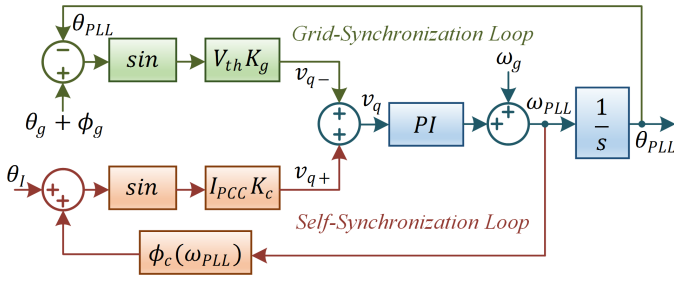 θ_PLL
Grid-Synchronization Loop
−
+
sin
V_th K_g
v_q−
θ_g + ϕ_g
ω_g
+
+
v_q
PI
+
+
ω_PLL
1/s
θ_PLL
θ_I
+
+
sin
I_PCC K_c
v_q+
Self-Synchronization Loop
ϕ_c(ω_PLL)